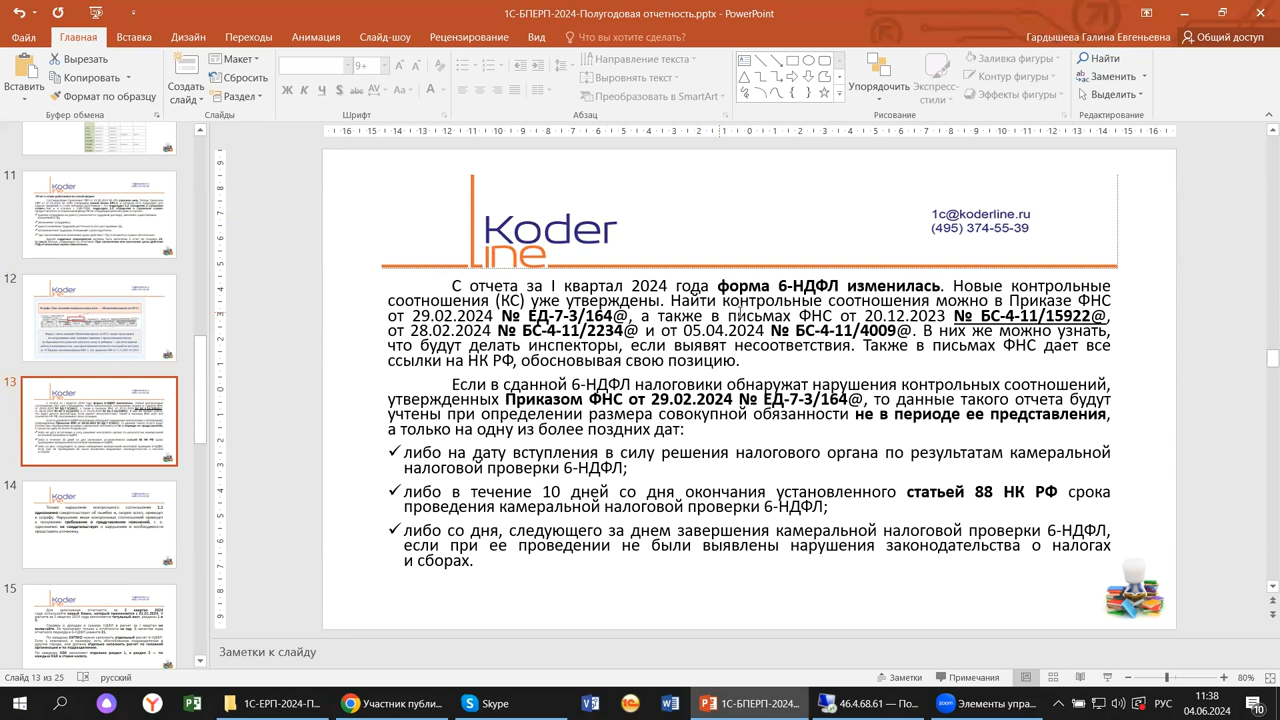 1С-БПЕРП-2024-Полугодовая отчетность.pptx - PowerPoint
Файл Главная Вставка Дизайн Переходы Анимация Слайд-шоу Рецензирование Вид Что вы хотите сделать? Гардышева Галина Евгеньевна Общий доступ
Вставить
Вырезать
Копировать
Формат по образцу
Буфер обмена
Создать слайд
Макет
Сбросить
Раздел
Слайды
9+
Ж К Ч S abc AV Aa A
Шрифт
Направление текста
Выровнять текст
Преобразовать в SmartArt
Абзац
Упорядочить
Экспресс-стили
Заливка фигуры
Контур фигуры
Эффекты фигуры
Рисование
Найти
Заменить
Выделить
Редактирование
11
12
13
14
15
Koder
line
1c@koderline.ru
(495) 374-55-39
С отчета за I квартал 2024 года форма 6-НДФЛ изменилась. Новые контрольные
соотношения (КС) уже утверждены. Найти контрольные соотношения можно в Приказе ФНС
от 29.02.2024 № ЕД-7-3/164@, а также в письмах ФНС от 20.12.2023 № БС-4-11/15922@,
от 28.02.2024 № БС-4-11/2234@ и от 05.04.2024 № БС-4-11/4009@. В них же можно узнать,
что будут делать инспекторы, если выявят несоответствия. Также в письмах ФНС дает все
ссылки на НК РФ, обосновывая свою позицию.
Если в сданной 6-НДФЛ налоговики обнаружат нарушения контрольных соотношений,
утвержденных Приказом ФНС от 29.02.2024 № ЕД-7-3/164@, то данные такого отчета будут
учтены при определении размера совокупной обязанности не в периоде ее представления,
а только на одну из более поздних дат:
✓ либо на дату вступления в силу решения налогового органа по результатам камеральной
налоговой проверки 6-НДФЛ;
✓ либо в течение 10 дней со дня окончания установленного статьей 88 НК РФ срока
проведения камеральной налоговой проверки 6-НДФЛ;
✓ либо со дня, следующего за днем завершения камеральной налоговой проверки 6-НДФЛ,
если при ее проведении не были выявлены нарушения законодательства о налогах
и сборах.
Заметки к слайду
Слайд 13 из 25 русский Заметки Примечания 80%
1С-ЕРП-2024-П... Участник публи... Skype 1С-БПЕРП-2024-... 46.4.68.61 — По... Элементы упра... РУС 11:38
04.06.2024